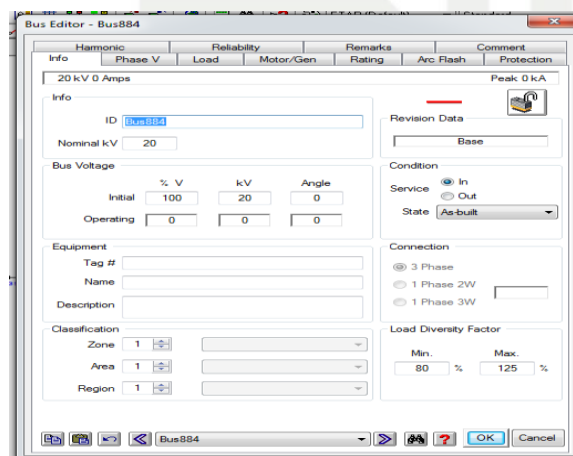 Bus Editor - Bus884
Harmonic Reliability Remarks Comment
Info Phase V Load Motor/Gen Rating Arc Flash Protection
20 kV 0 Amps Peak 0 kA
Info
ID Bus884
Nominal kV 20
Revision Data
Base
Bus Voltage
% V kV Angle
Initial 100 20 0
Operating 0 0 0
Condition
Service In
Out
State As-built
Equipment
Tag #
Name
Description
Connection
3 Phase
1 Phase 2W
1 Phase 3W
Classification
Zone 1
Area 1
Region 1
Load Diversity Factor
Min. Max.
80 % 125 %
Bus884 ? OK Cancel